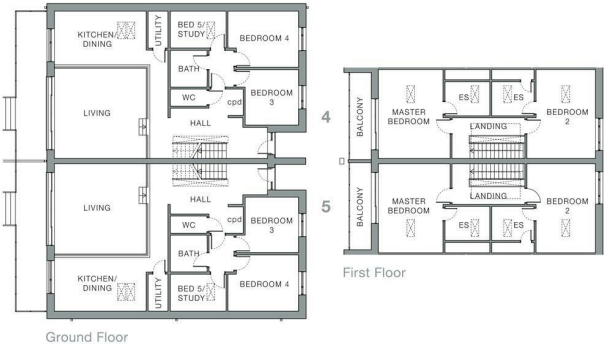 KITCHEN/
DINING
UTILITY
BED 5/
STUDY
BEDROOM 4
BATH
WC
cpd
BEDROOM
3
LIVING
HALL
4
BALCONY
MASTER
BEDROOM
ES
ES
BEDROOM
2
LANDING
5
LIVING
HALL
WC
cpd
BEDROOM
3
BATH
KITCHEN/
DINING
UTILITY
BED 5/
STUDY
BEDROOM 4
BALCONY
MASTER
BEDROOM
LANDING
BEDROOM
2
ES
ES
First Floor
Ground Floor